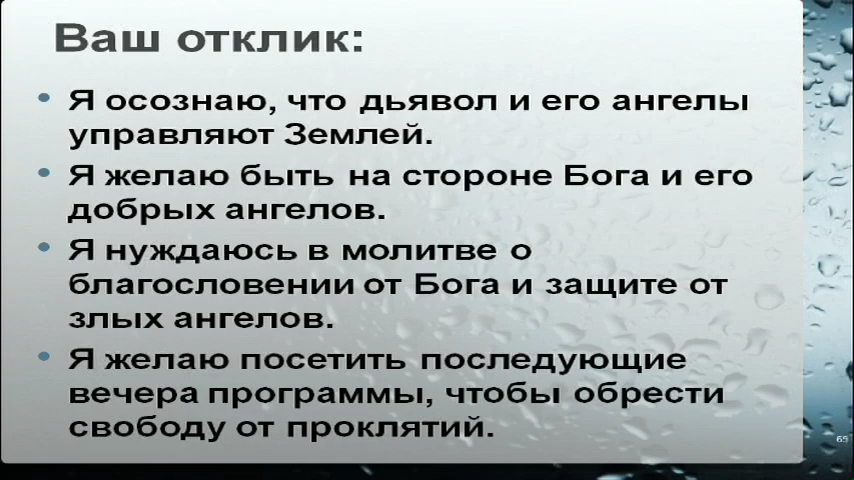 Ваш отклик:
• Я осознаю, что дьявол и его ангелы
управляют Землей.
• Я желаю быть на стороне Бога и его
добрых ангелов.
• Я нуждаюсь в молитве о
благословении от Бога и защите от
злых ангелов.
• Я желаю посетить последующие
вечера программы, чтобы обрести
свободу от проклятий.
65